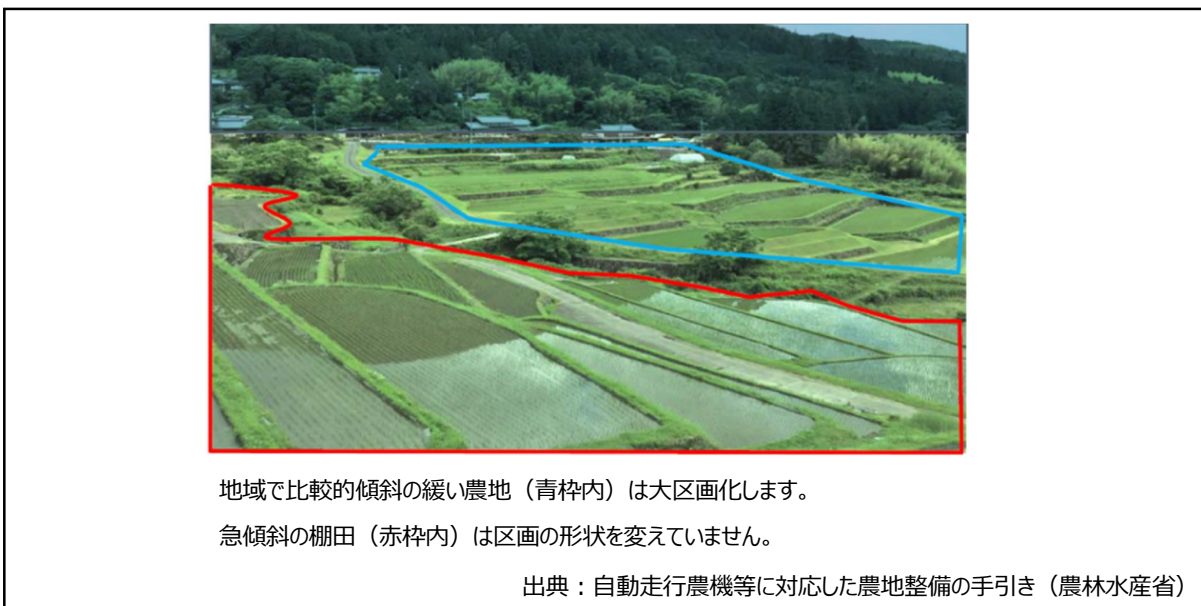 地域で比較的傾斜の緩い農地（青枠内）は大区画化します。
急傾斜の棚田（赤枠内）は区画の形状を変えていません。
出典：自動走行農機等に対応した農地整備の手引き（農林水産省）